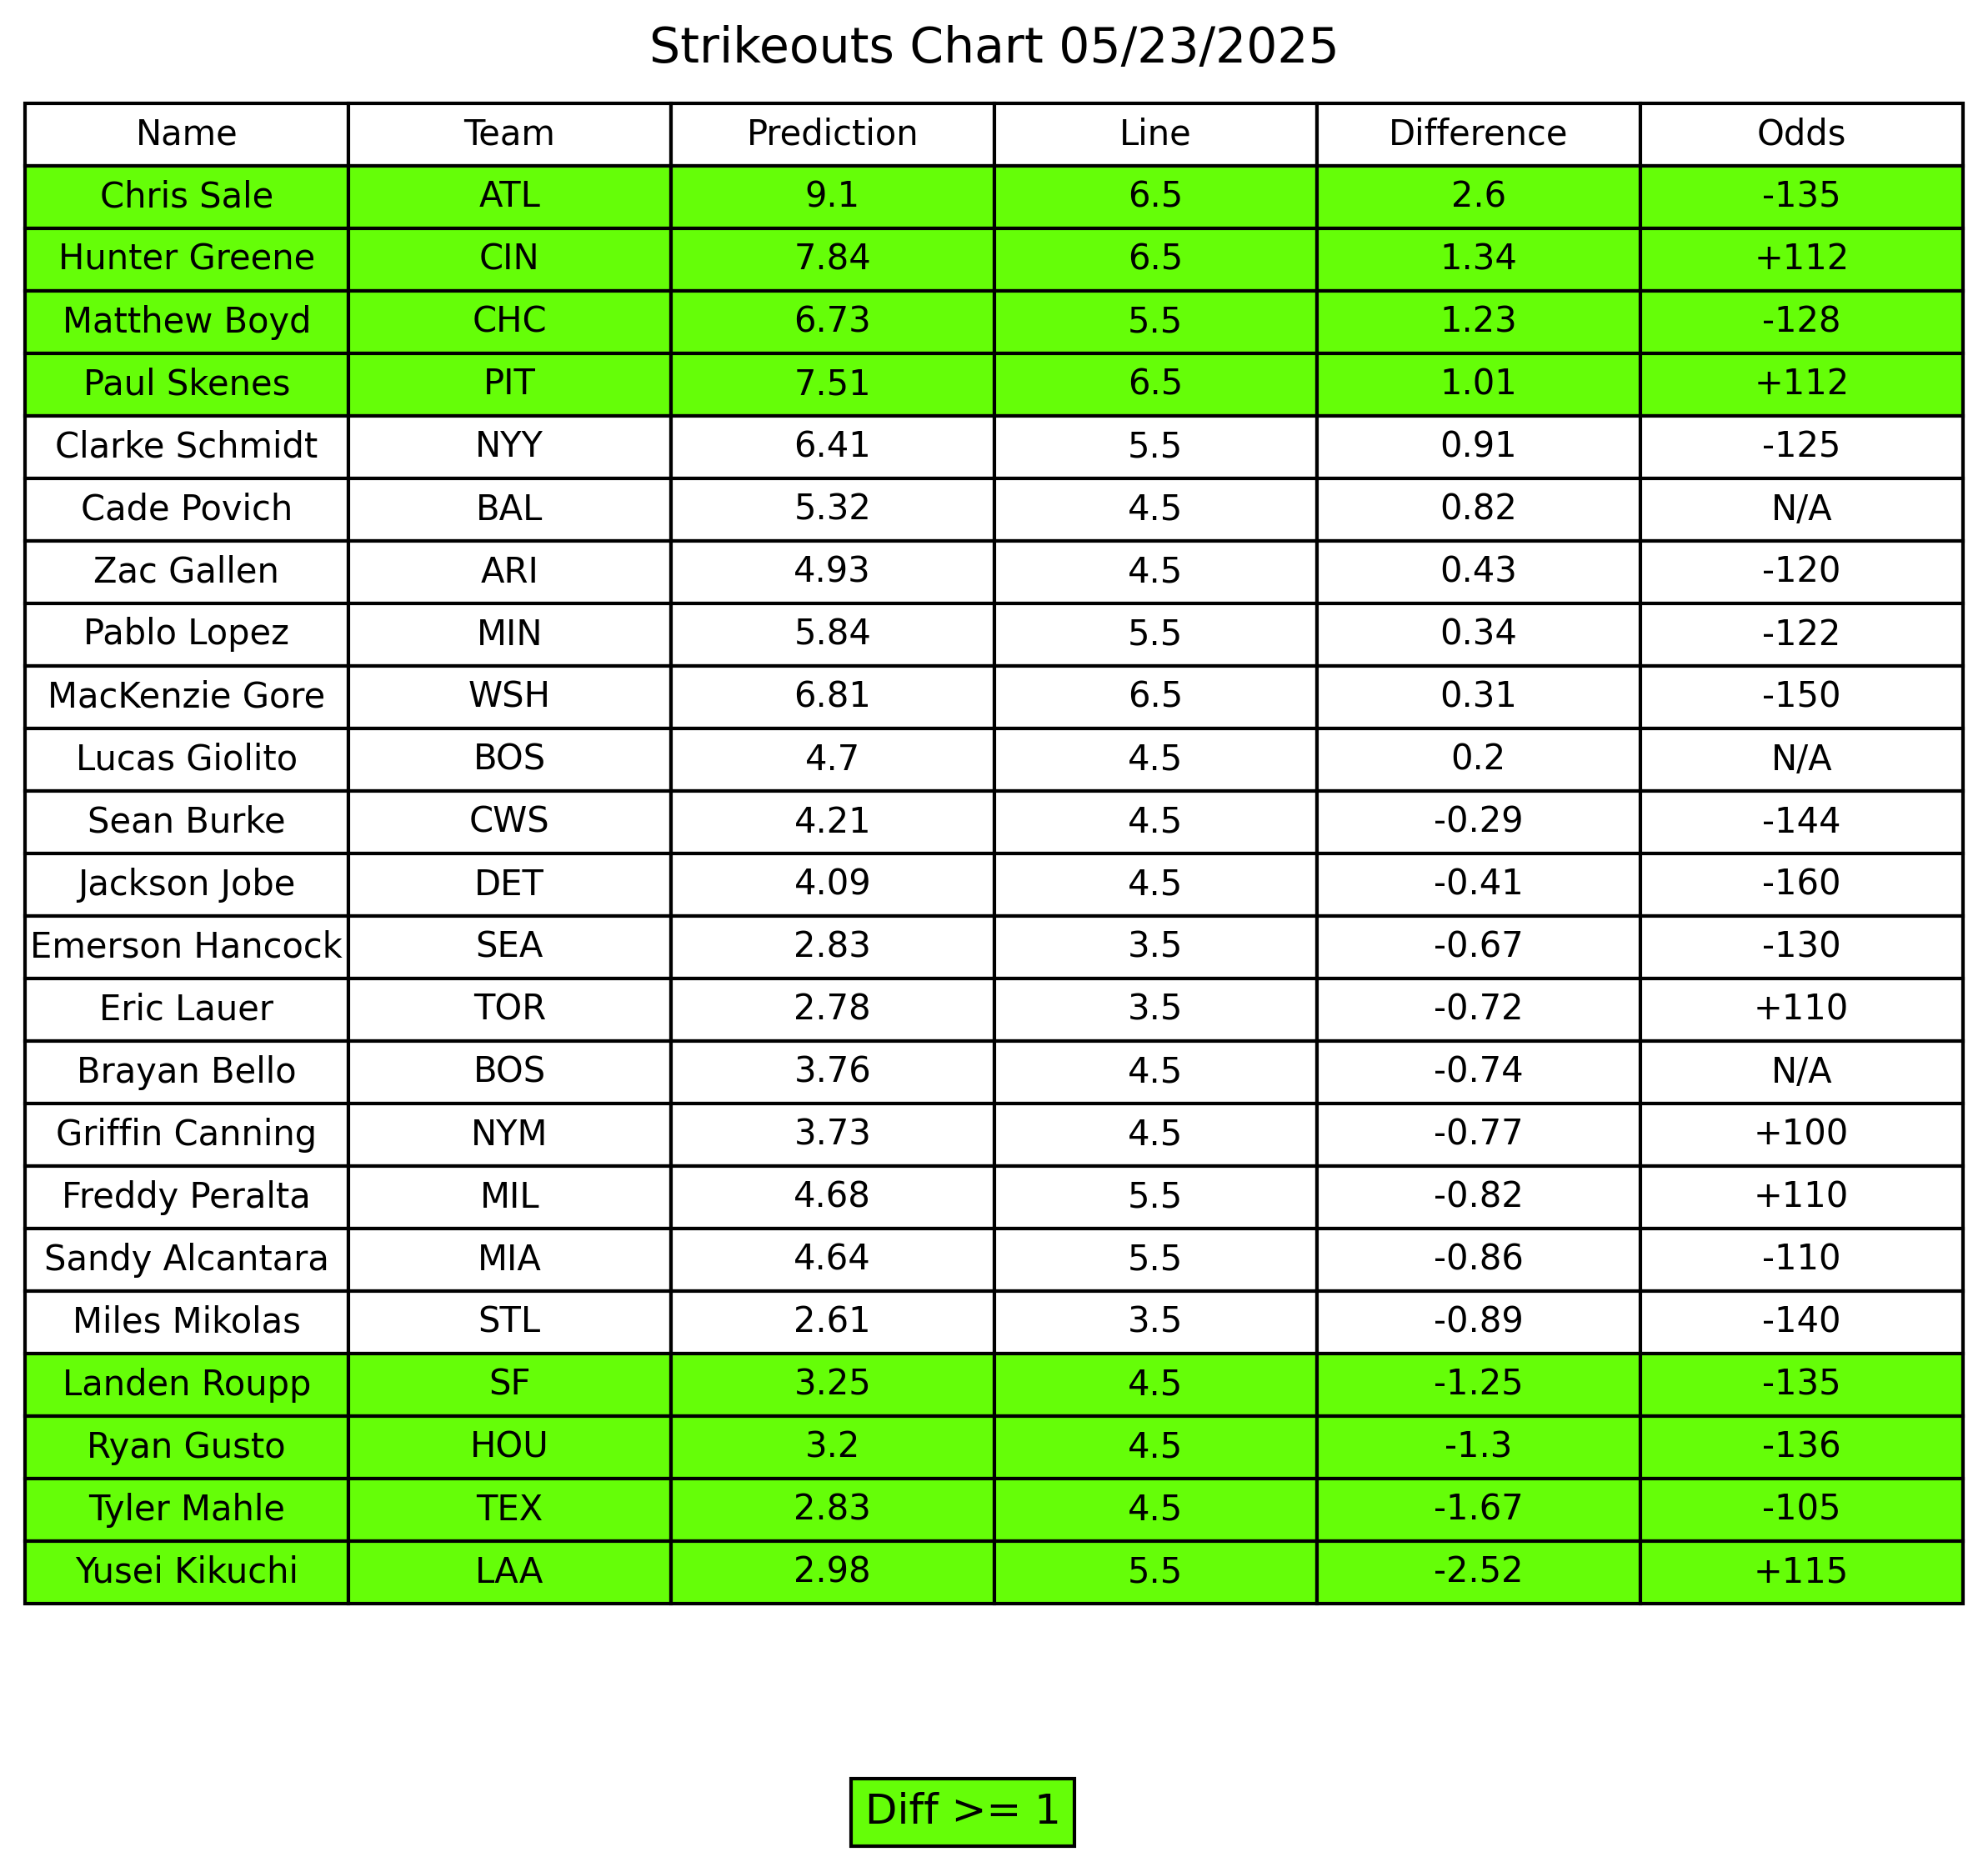 Strikeouts Chart 05/23/2025
Name Team Prediction Line Difference Odds
Chris Sale ATL 9.1 6.5 2.6 -135
Hunter Greene CIN 7.84 6.5 1.34 +112
Matthew Boyd CHC 6.73 5.5 1.23 -128
Paul Skenes PIT 7.51 6.5 1.01 +112
Clarke Schmidt NYY 6.41 5.5 0.91 -125
Cade Povich BAL 5.32 4.5 0.82 N/A
Zac Gallen ARI 4.93 4.5 0.43 -120
Pablo Lopez MIN 5.84 5.5 0.34 -122
MacKenzie Gore WSH 6.81 6.5 0.31 -150
Lucas Giolito BOS 4.7 4.5 0.2 N/A
Sean Burke CWS 4.21 4.5 -0.29 -144
Jackson Jobe DET 4.09 4.5 -0.41 -160
Emerson Hancock SEA 2.83 3.5 -0.67 -130
Eric Lauer TOR 2.78 3.5 -0.72 +110
Brayan Bello BOS 3.76 4.5 -0.74 N/A
Griffin Canning NYM 3.73 4.5 -0.77 +100
Freddy Peralta MIL 4.68 5.5 -0.82 +110
Sandy Alcantara MIA 4.64 5.5 -0.86 -110
Miles Mikolas STL 2.61 3.5 -0.89 -140
Landen Roupp SF 3.25 4.5 -1.25 -135
Ryan Gusto HOU 3.2 4.5 -1.3 -136
Tyler Mahle TEX 2.83 4.5 -1.67 -105
Yusei Kikuchi LAA 2.98 5.5 -2.52 +115
Diff >= 1